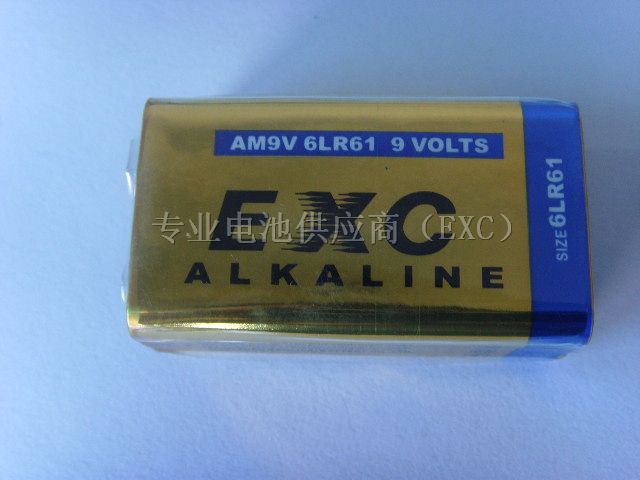 AM9V 6LR61 9 VOLTS
EXC
专业电池供应商（EXC）
ALKALINE
SIZE 6LR61